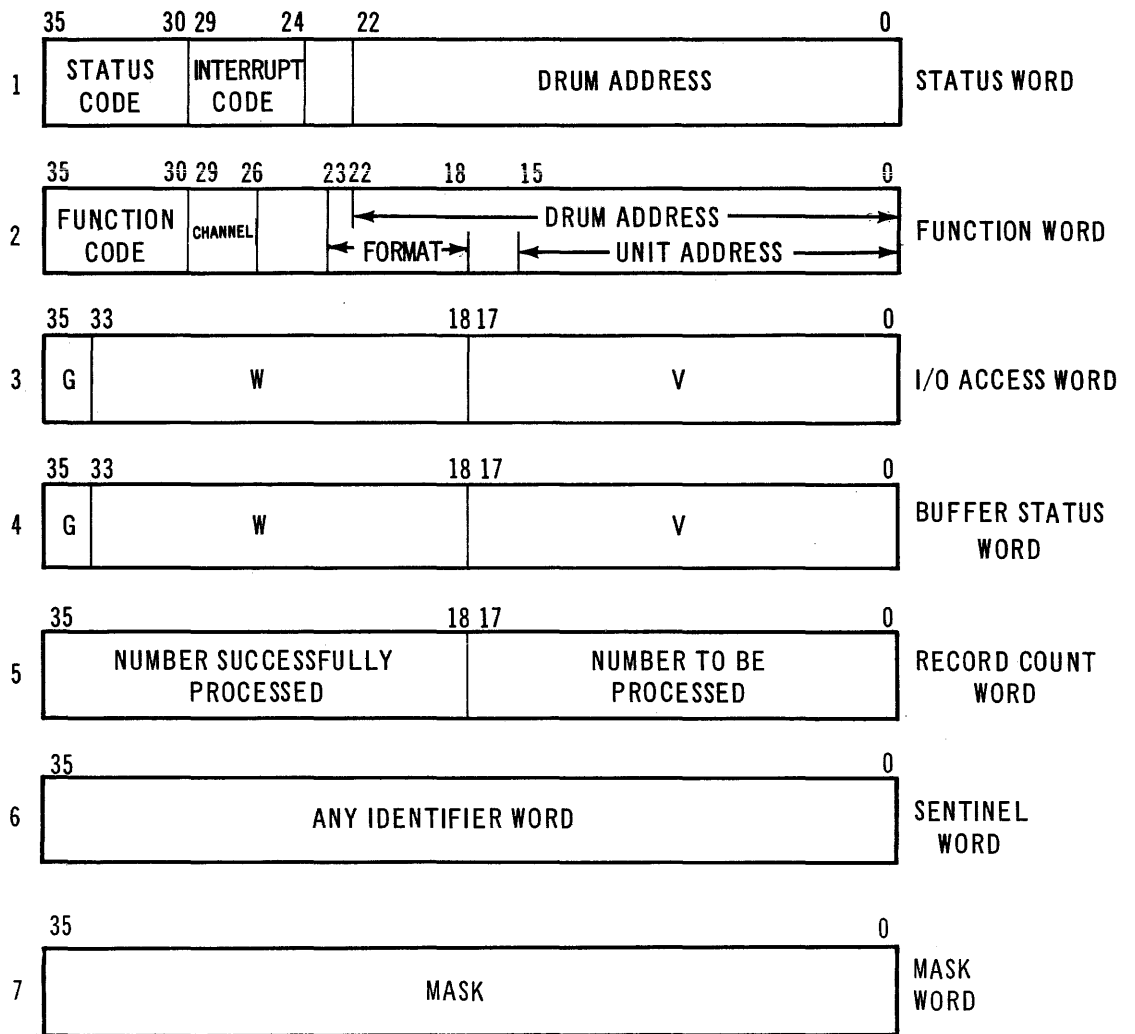 35 30 29 24 22 0
1 STATUS CODE INTERRUPT CODE DRUM ADDRESS STATUS WORD
35 30 29 26 23 22 18 15 0
2 FUNCTION CODE CHANNEL FORMAT DRUM ADDRESS UNIT ADDRESS FUNCTION WORD
35 33 18 17 0
3 G W V I/O ACCESS WORD
35 33 18 17 0
4 G W V BUFFER STATUS WORD
35 18 17 0
5 NUMBER SUCCESSFULLY PROCESSED NUMBER TO BE PROCESSED RECORD COUNT WORD
35 0
6 ANY IDENTIFIER WORD SENTINEL WORD
35 0
7 MASK MASK WORD